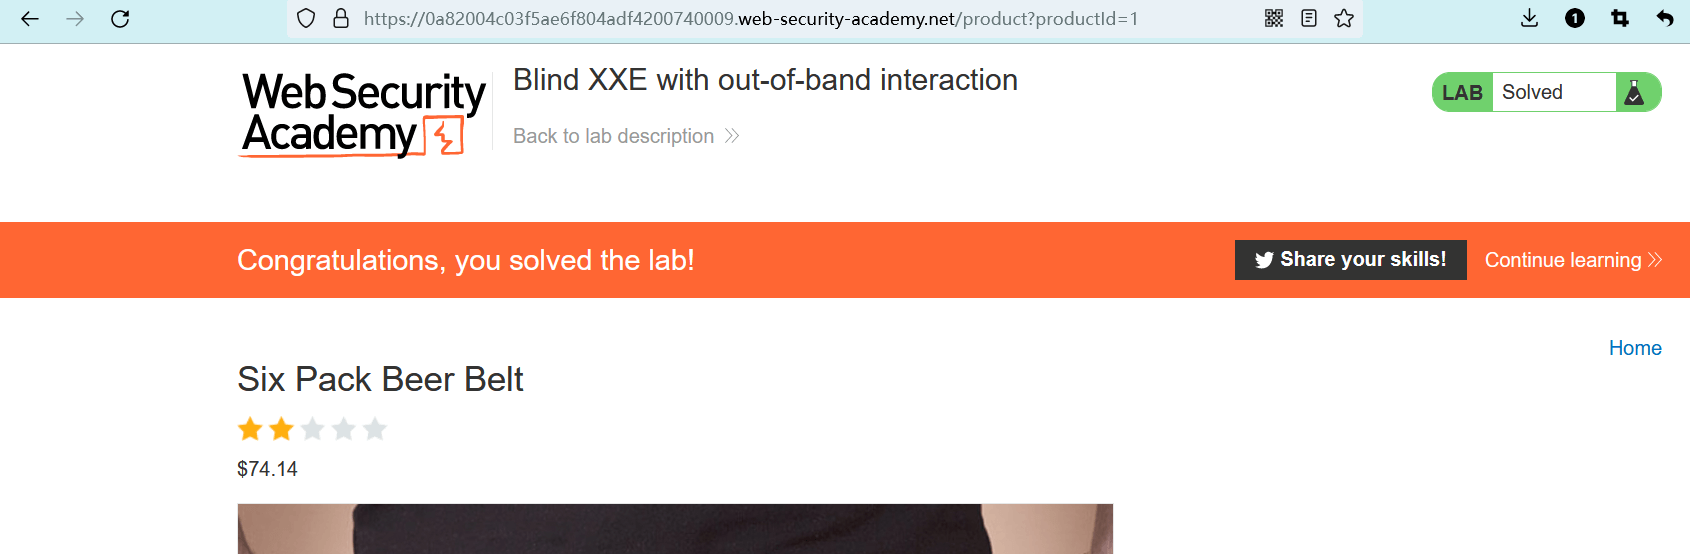 https://0a82004c03f5ae6f804adf4200740009.web-security-academy.net/product?productId=1
1
Web Security
Academy
Blind XXE with out-of-band interaction
Back to lab description
LAB Solved
Congratulations, you solved the lab!
Share your skills!
Continue learning
Home
Six Pack Beer Belt
$74.14